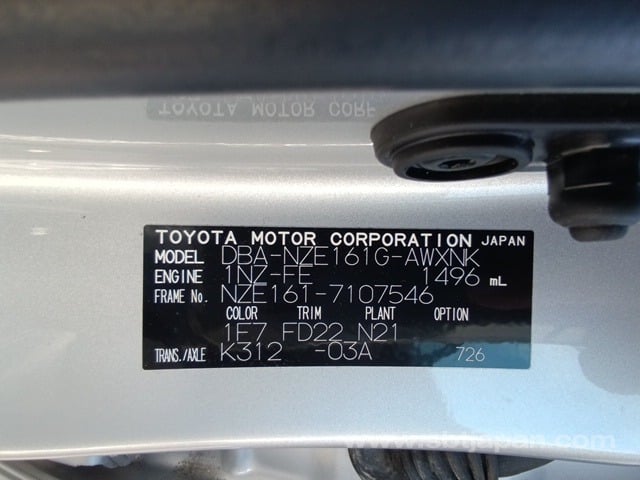 TOYOTA MOTOR CORP
TOYOTA MOTOR CORPORATION JAPAN
MODEL DBA-NZE161G-AWXNK
ENGINE 1NZ-FE 1496 mL
FRAME No. NZE161-7107546
COLOR TRIM PLANT OPTION
1F7 FD22 N21
TRANS./AXLE K312 -03A 726
www.sbtjapan.com